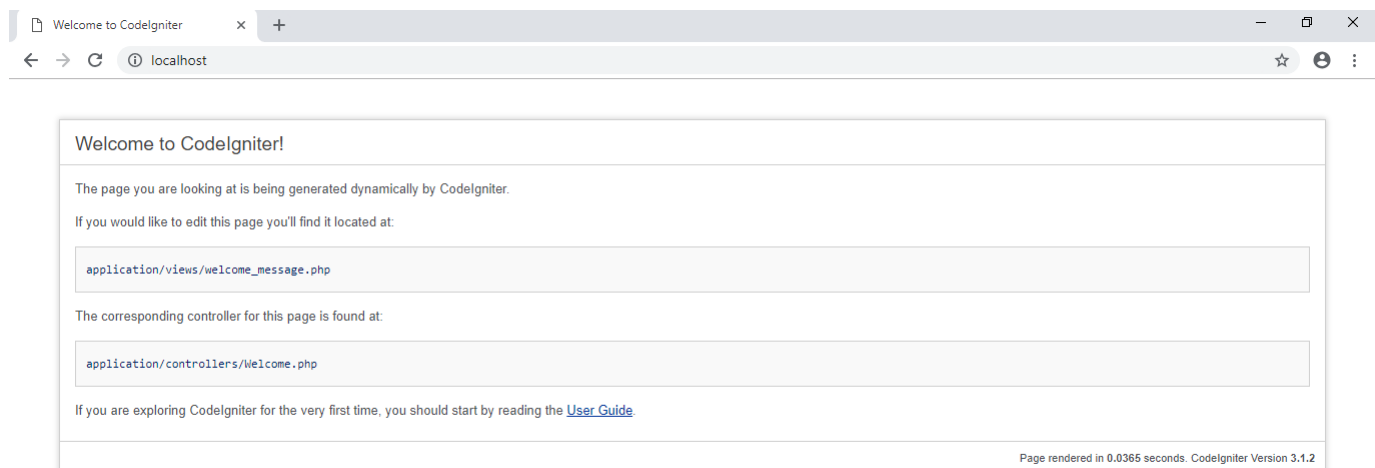 Welcome to CodeIgniter
localhost
Welcome to CodeIgniter!
The page you are looking at is being generated dynamically by CodeIgniter.
If you would like to edit this page you'll find it located at:
application/views/welcome_message.php
The corresponding controller for this page is found at:
application/controllers/Welcome.php
If you are exploring CodeIgniter for the very first time, you should start by reading the User Guide.
Page rendered in 0.0365 seconds. CodeIgniter Version 3.1.2